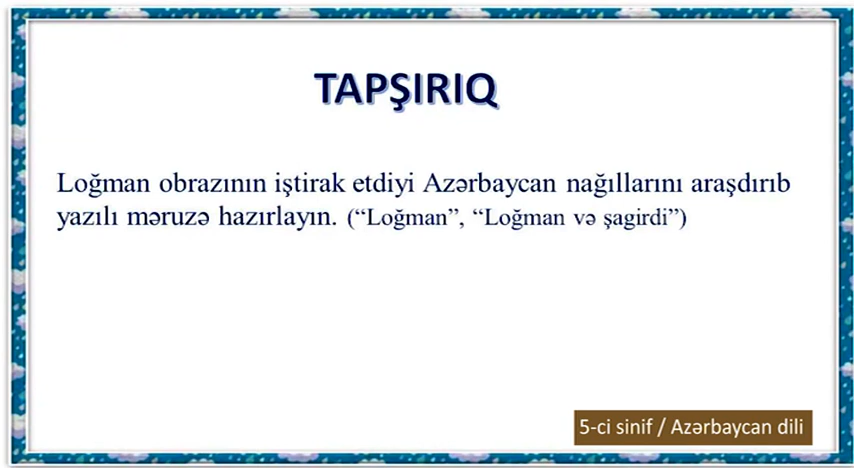 TAPŞIRIQ
Loğman obrazının iştirak etdiyi Azərbaycan nağıllarını araşdırıb
yazılı məruzə hazırlayın. (“Loğman”, “Loğman və şagirdi”)
5-ci sinif / Azərbaycan dili